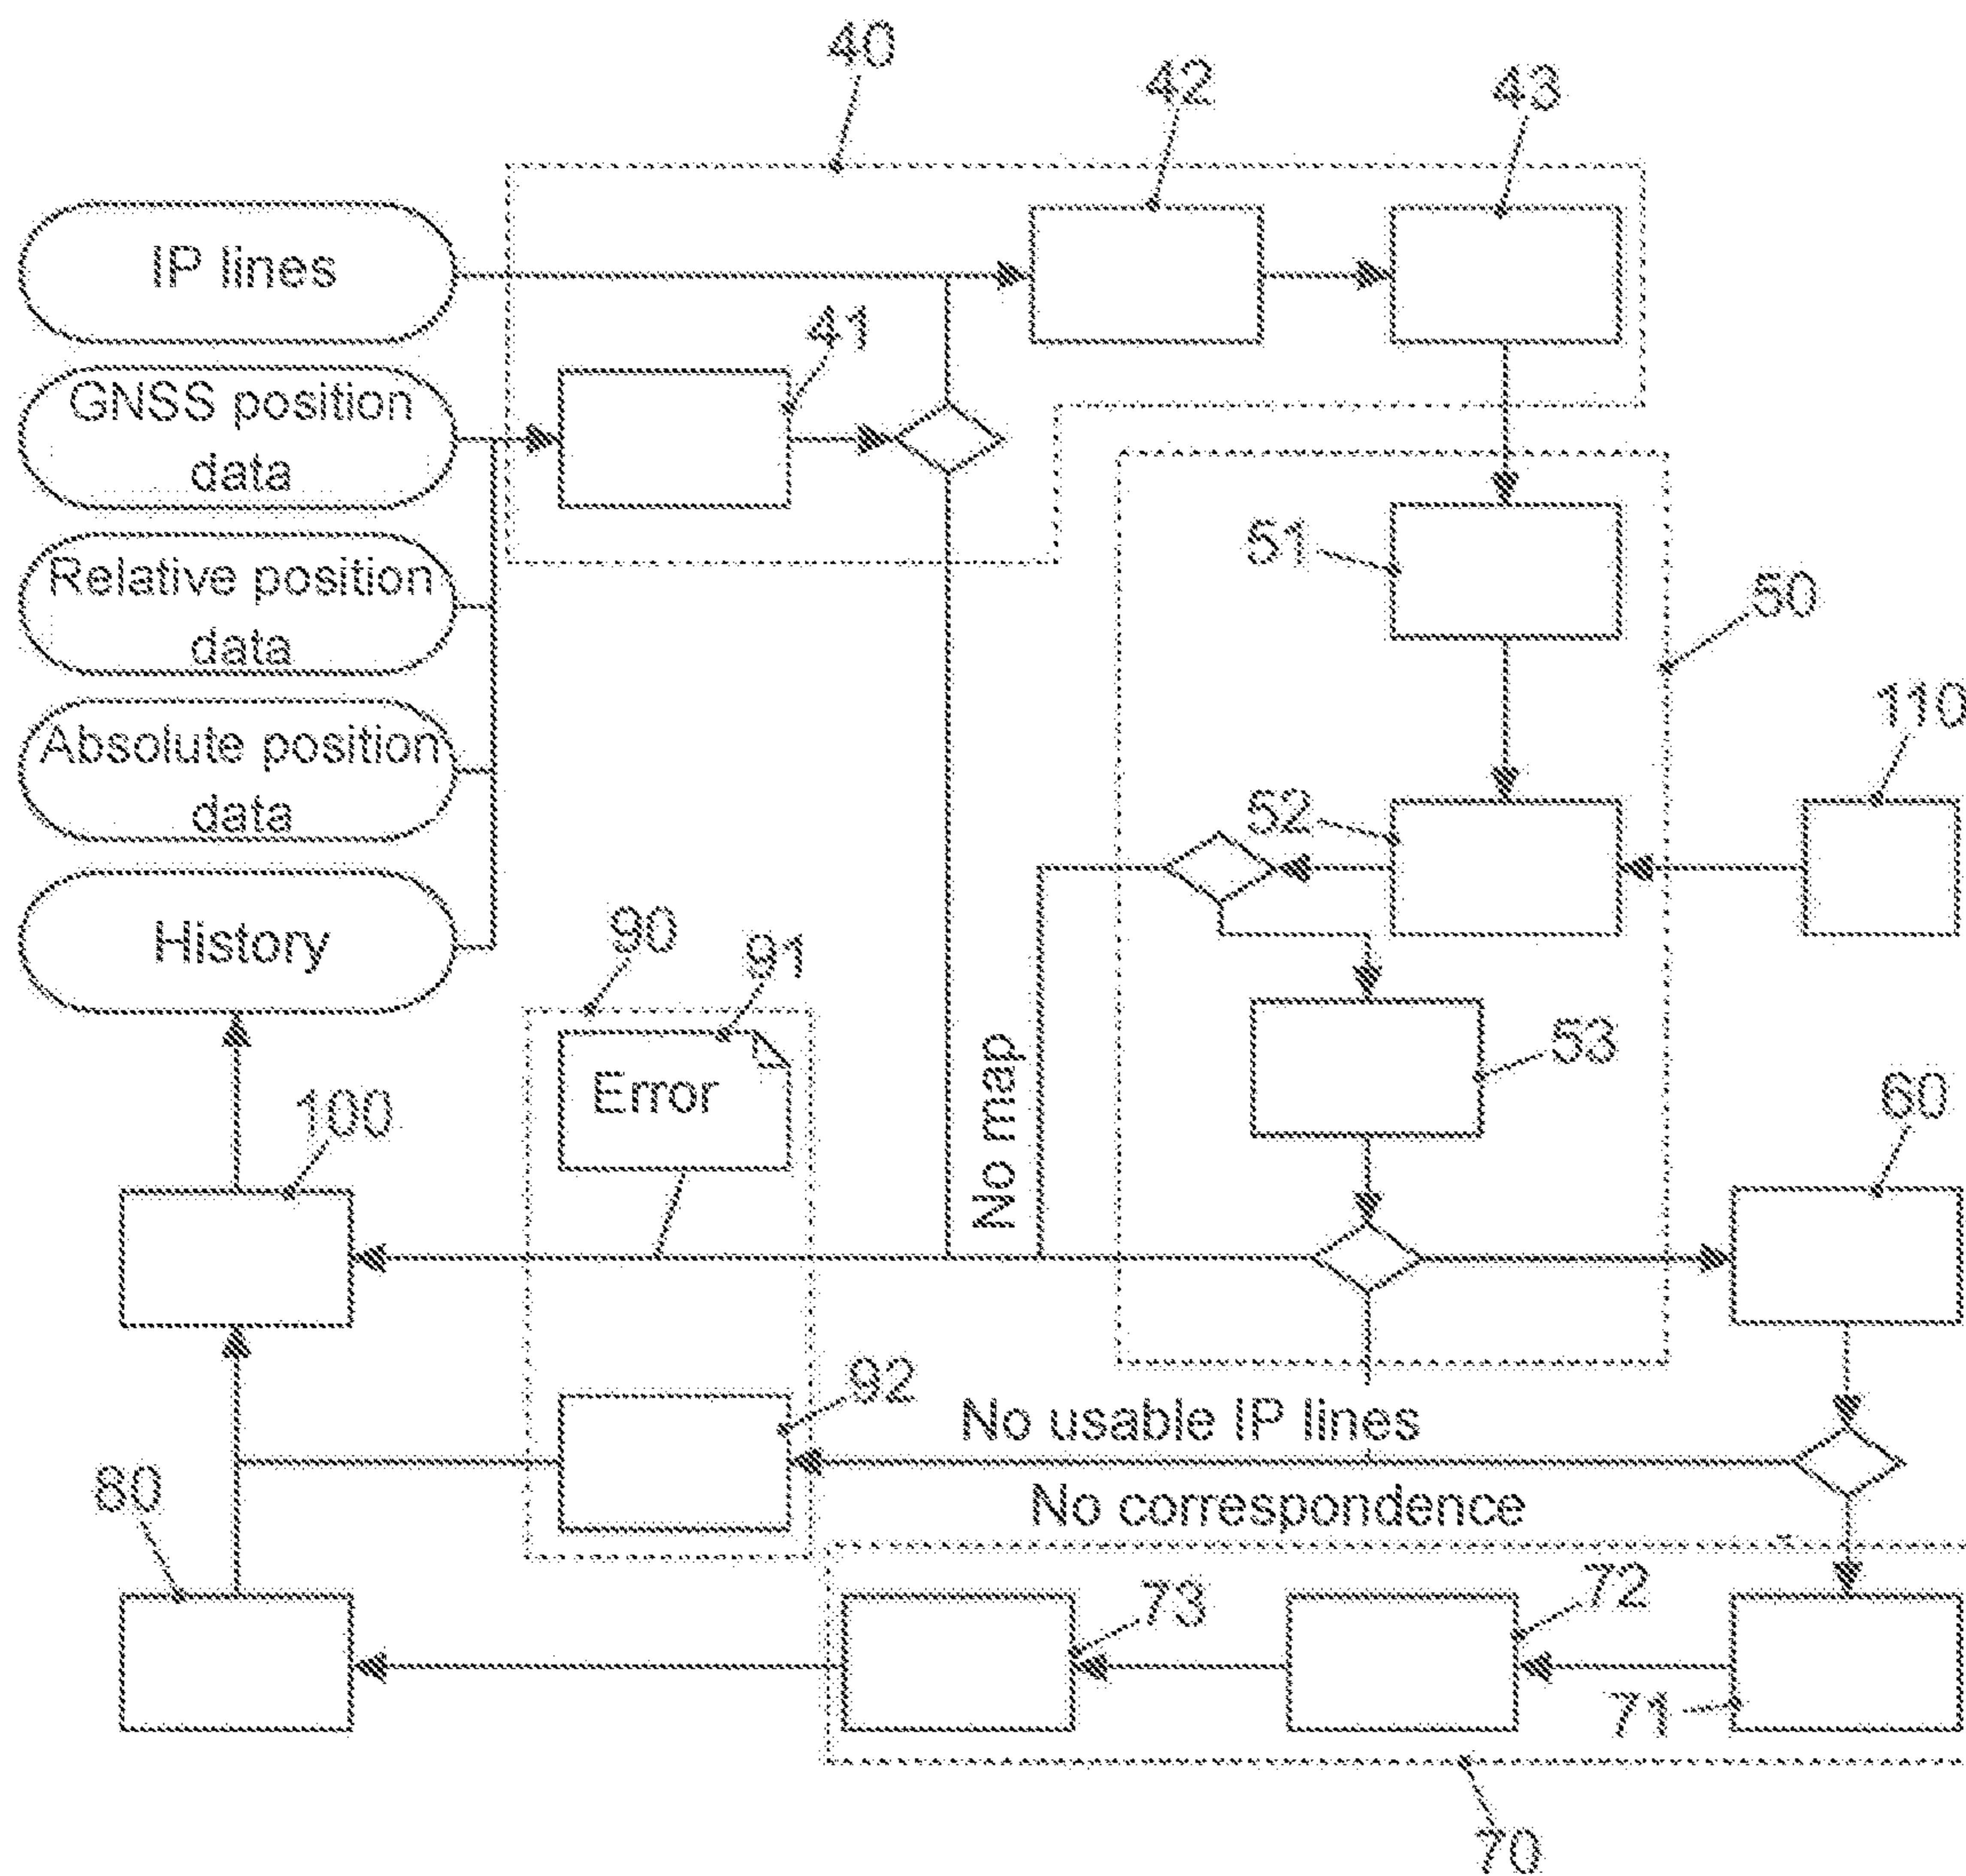 40
42
43
IP lines
41
GNSS position
data
51
Relative position
data
50
Absolute position
data
110
52
History
90
91
53
Error
No map
60
100
92
No usable IP lines
80
No correspondence
73
72
71
70